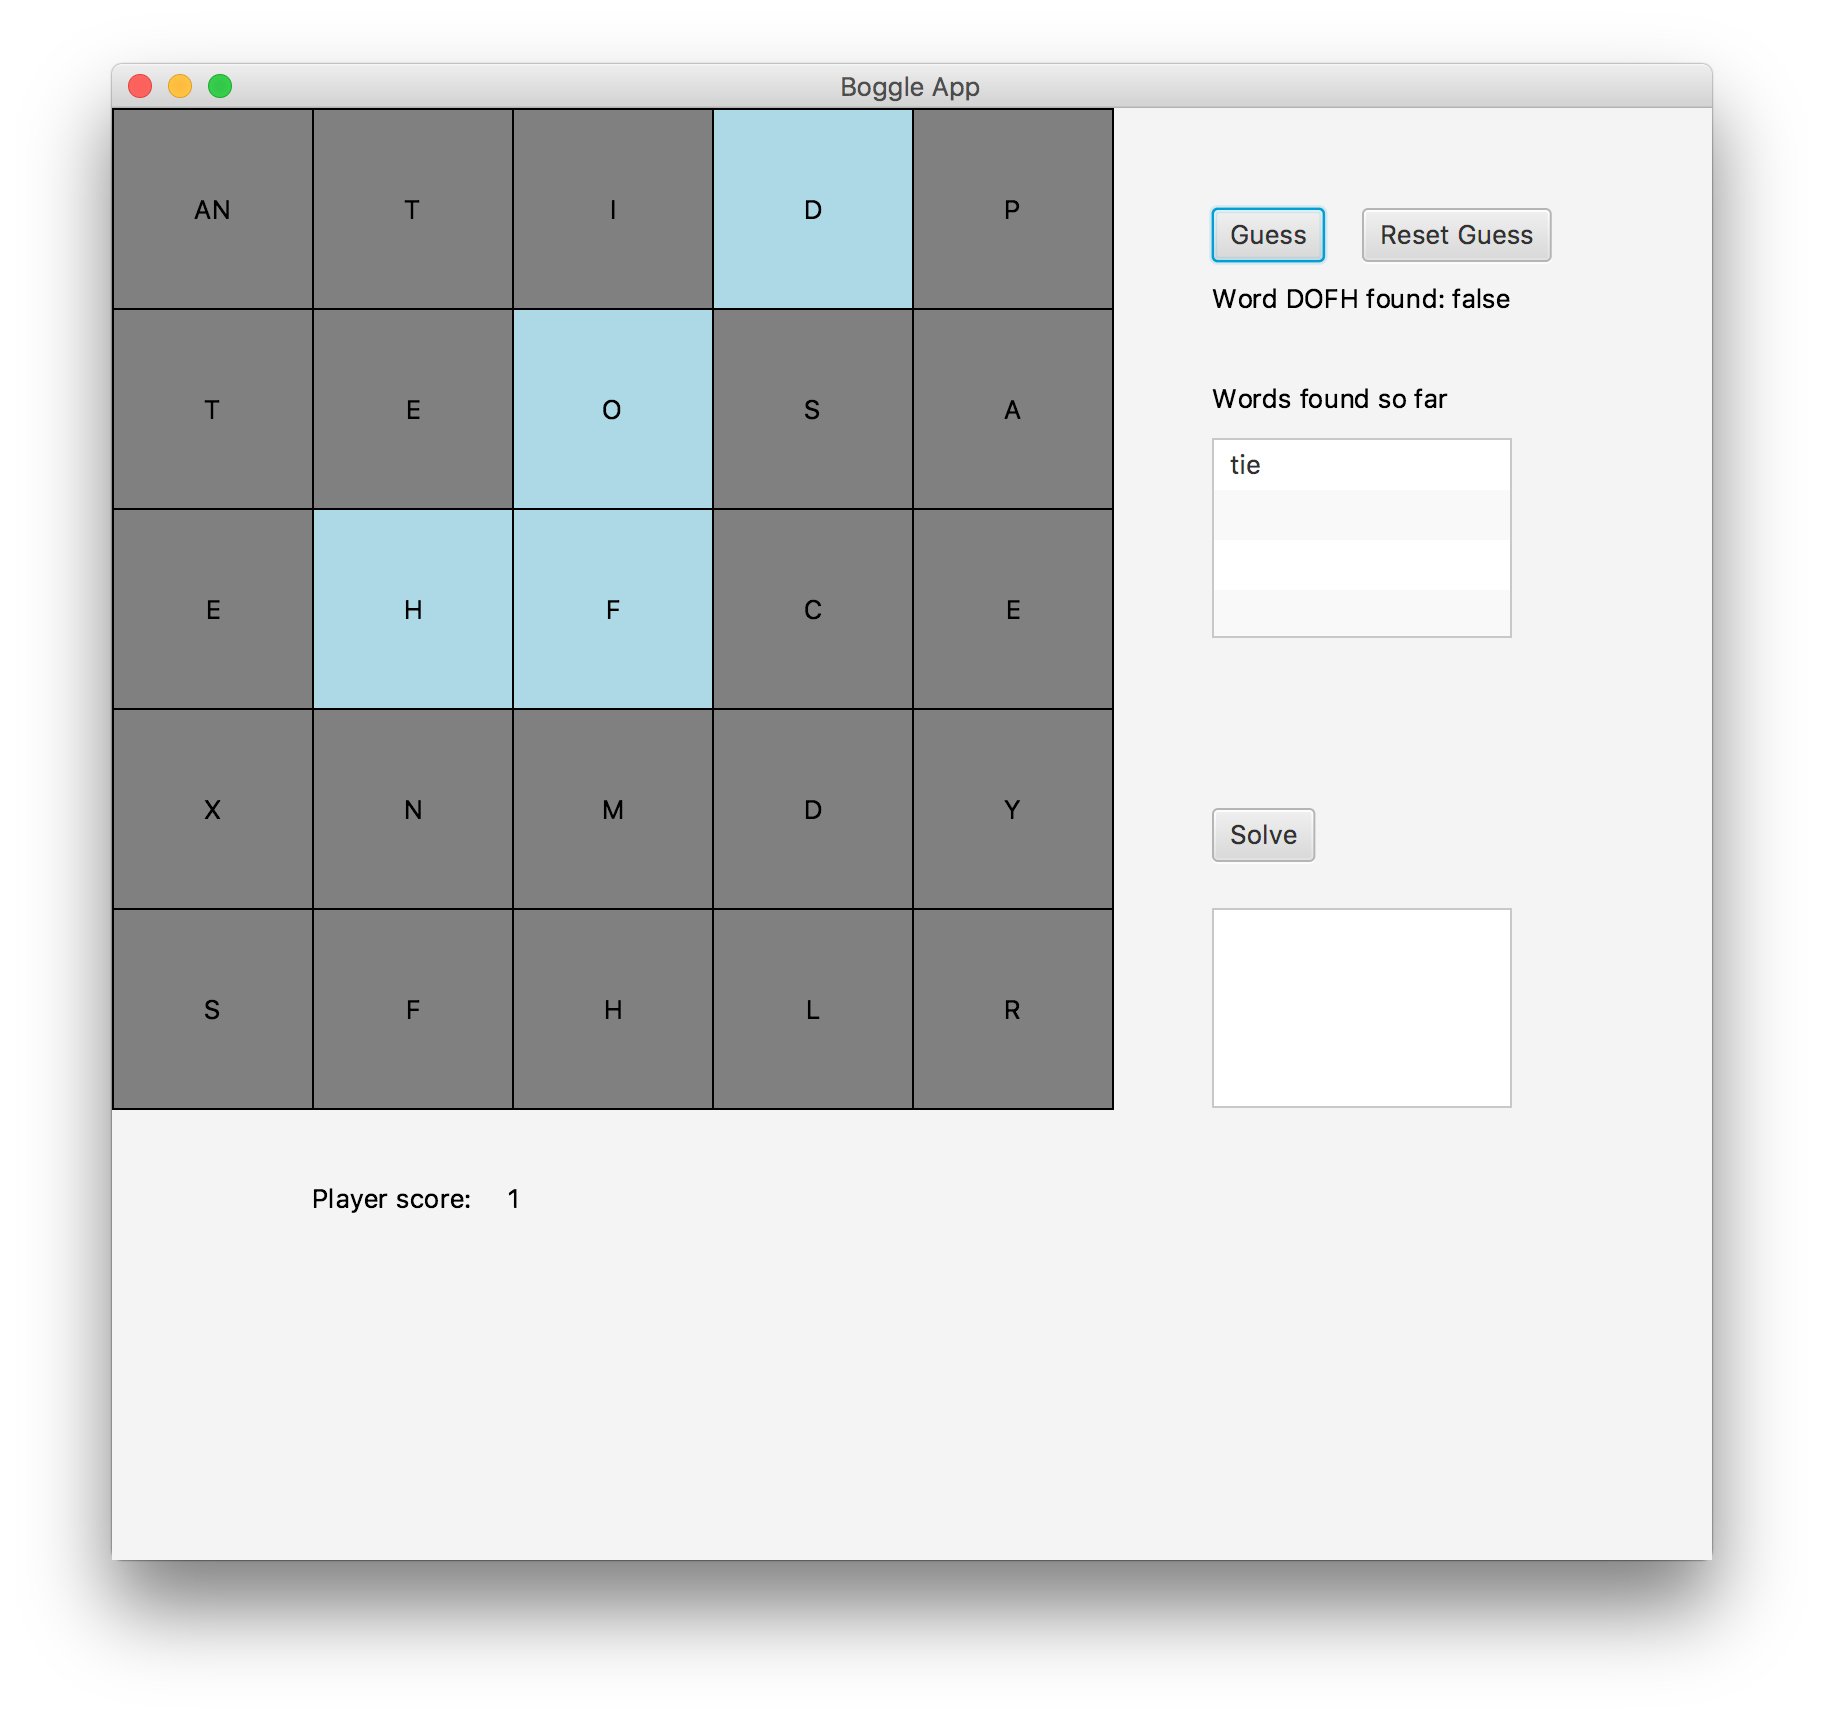 Boggle App
AN T I D P
T E O S A
E H F C E
X N M D Y
S F H L R
Guess Reset Guess
Word DOFH found: false
Words found so far
tie
Solve
Player score: 1